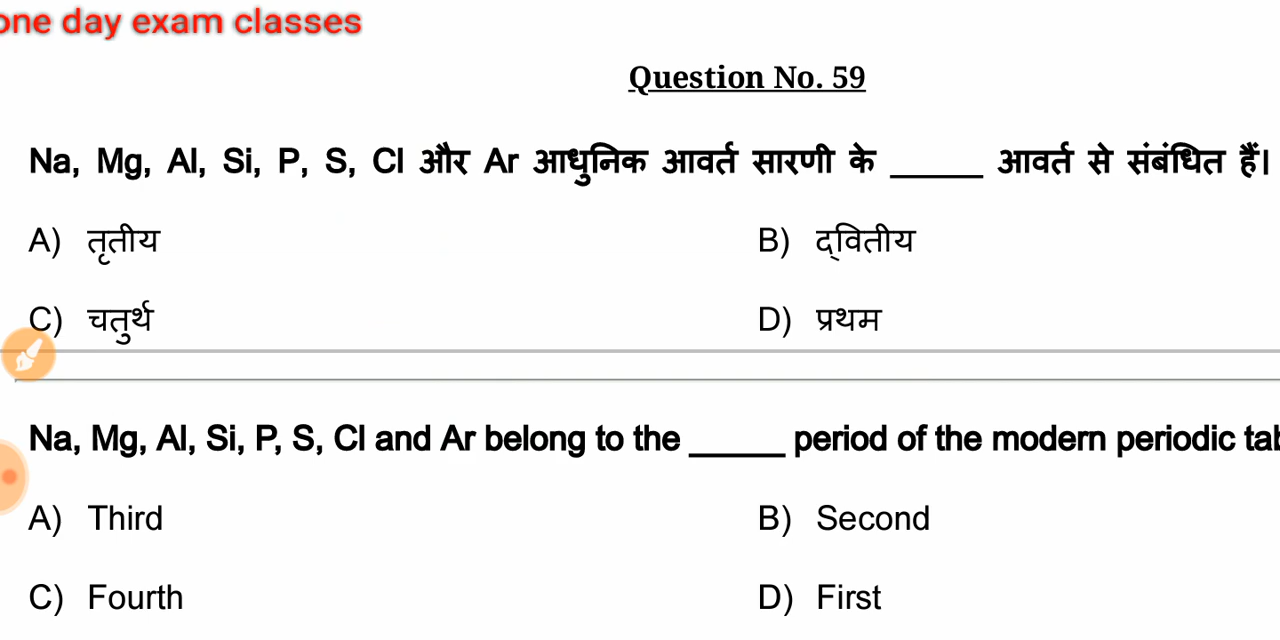 one day exam classes
Question No. 59
Na, Mg, Al, Si, P, S, Cl और Ar आधुनिक आवर्त सारणी के ______ आवर्त से संबंधित हैं।
A) तृतीय B) द्वितीय
C) चतुर्थ D) प्रथम
Na, Mg, Al, Si, P, S, Cl and Ar belong to the ______ period of the modern periodic
A) Third B) Second
C) Fourth D) First